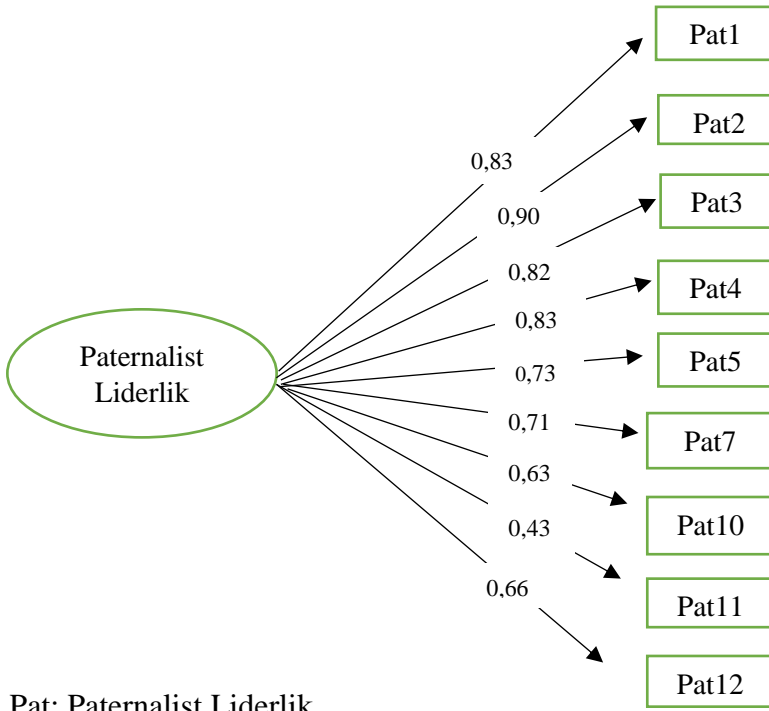 Pat1
Pat2
0,83
Pat3
0,90
0,82
Pat4
0,83
Paternalist
Liderlik
Pat5
0,73
0,71
Pat7
0,63
Pat10
0,43
0,66
Pat11
Pat12
Pat: Paternalist Liderlik